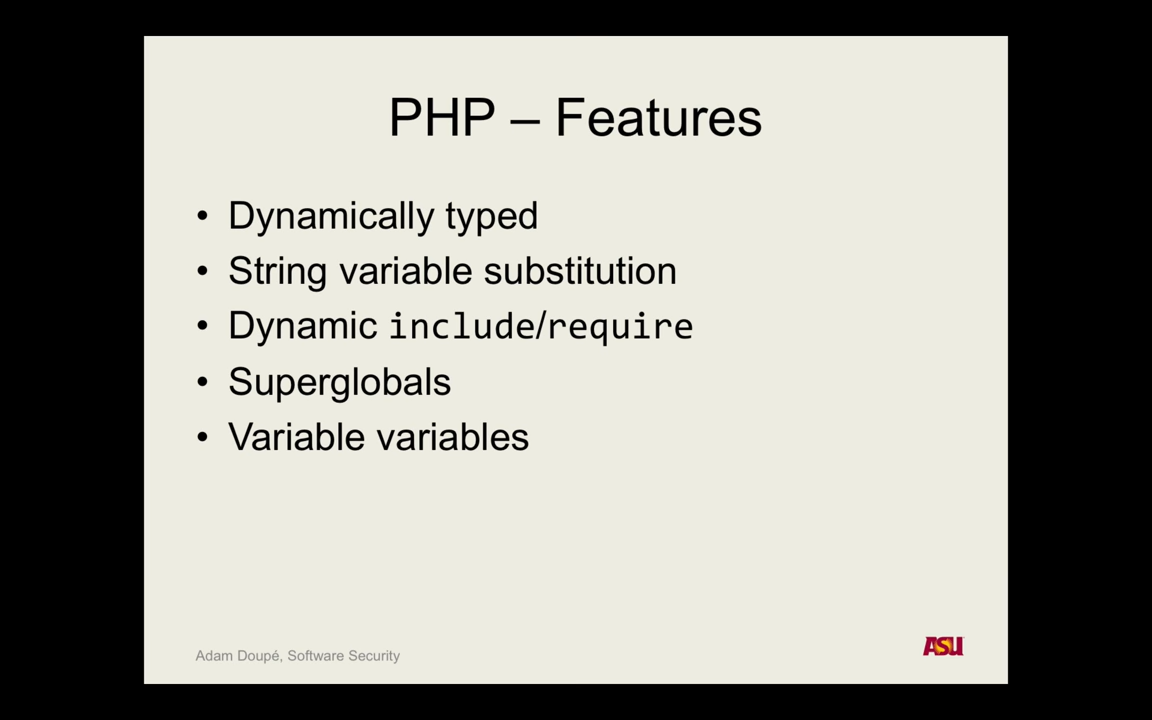 PHP – Features
• Dynamically typed
• String variable substitution
• Dynamic include/require
• Superglobals
• Variable variables
Adam Doupé, Software Security
ASU